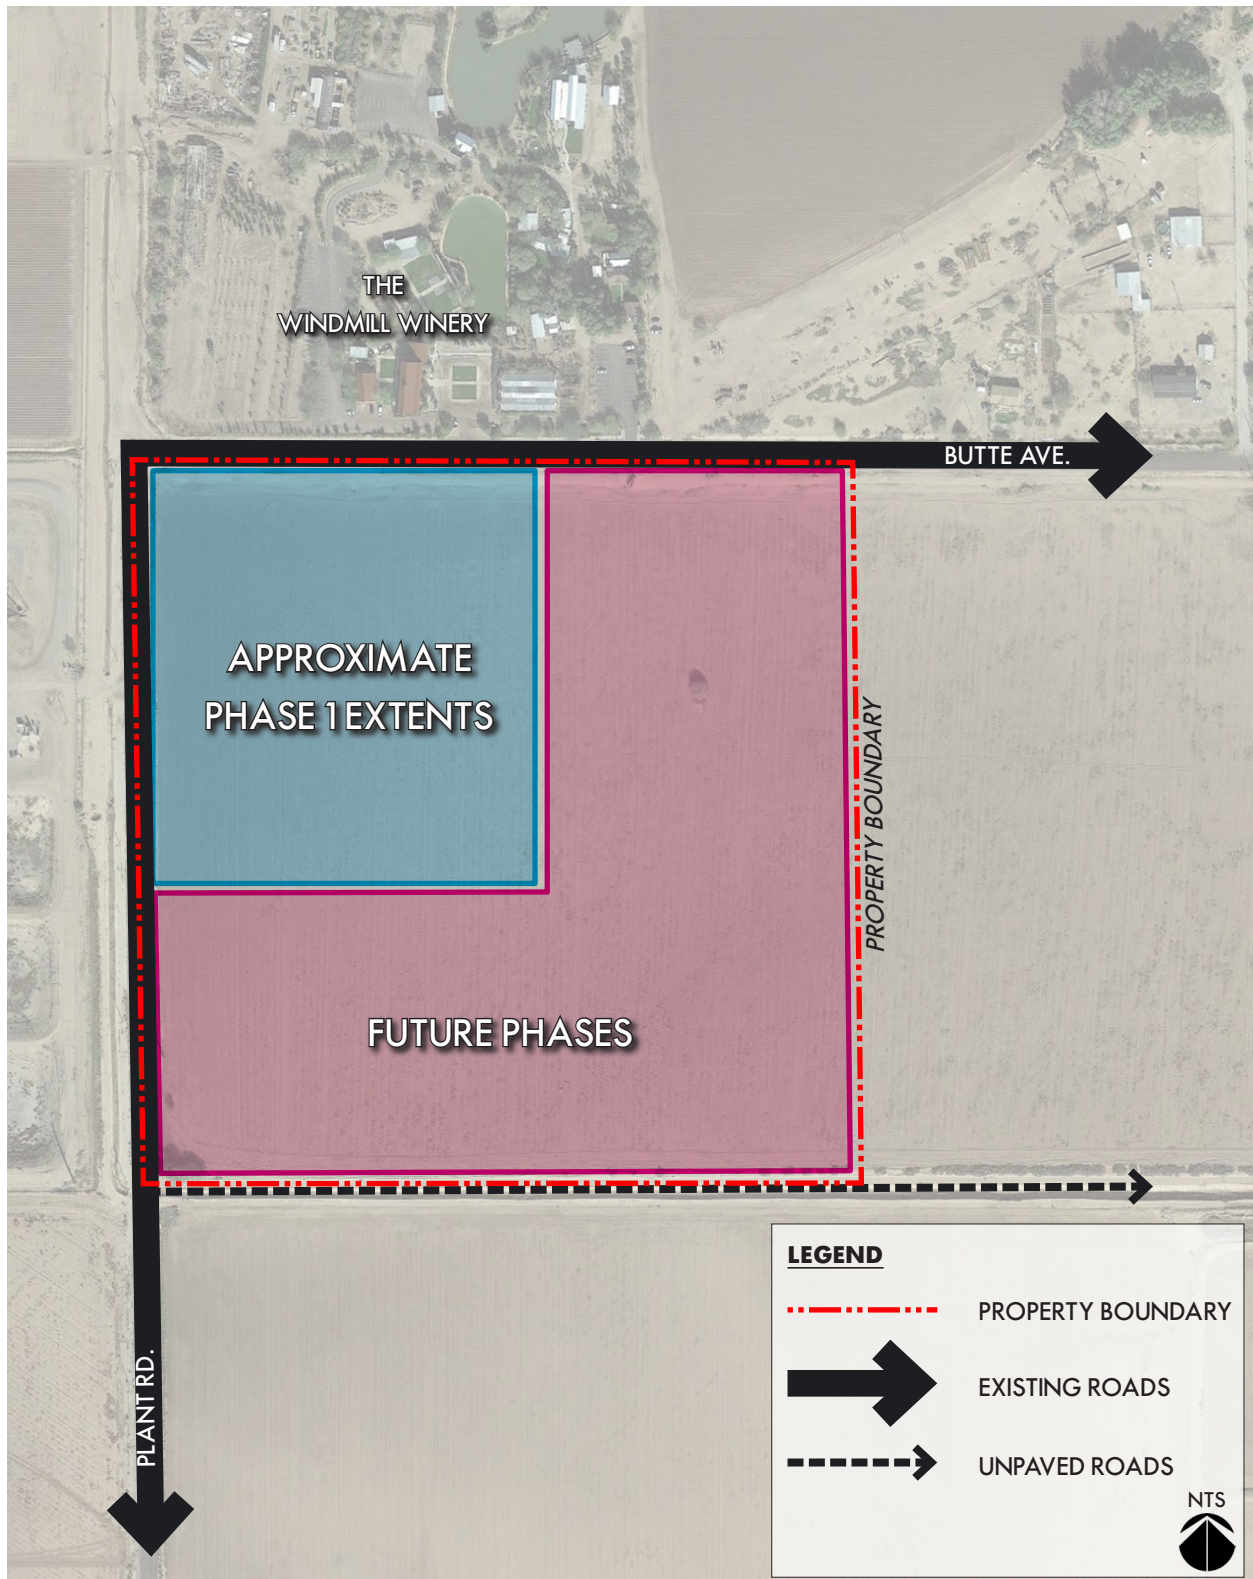 THE
WINDMILL WINERY
BUTTE AVE.
APPROXIMATE
PHASE 1 EXTENTS
PROPERTY BOUNDARY
FUTURE PHASES
PLANT RD.
LEGEND
PROPERTY BOUNDARY
EXISTING ROADS
UNPAVED ROADS
NTS